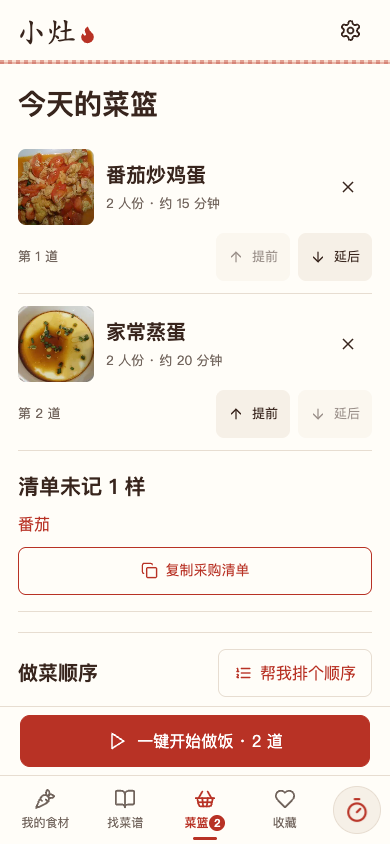 小灶
今天的菜篮
番茄炒鸡蛋
2 人份 · 约 15 分钟
第 1 道
提前
延后
家常蒸蛋
2 人份 · 约 20 分钟
第 2 道
提前
延后
清单未记 1 样
番茄
复制采购清单
做菜顺序
帮我排个顺序
一键开始做饭 · 2 道
我的食材
找菜谱
菜篮 2
收藏